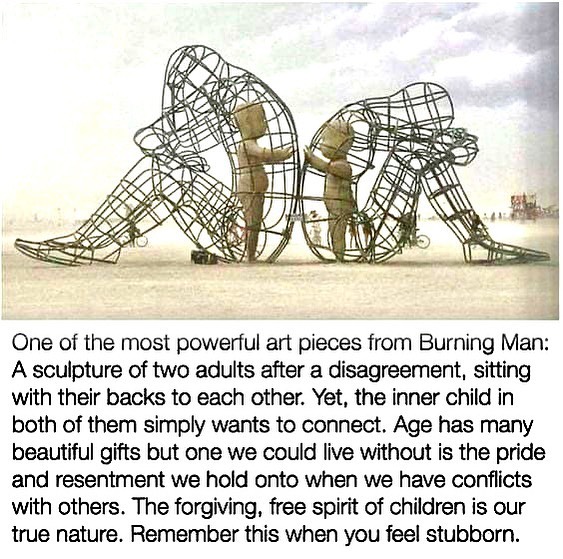 One of the most powerful art pieces from Burning Man:
A sculpture of two adults after a disagreement, sitting
with their backs to each other. Yet, the inner child in
both of them simply wants to connect. Age has many
beautiful gifts but one we could live without is the pride
and resentment we hold onto when we have conflicts
with others. The forgiving, free spirit of children is our
true nature. Remember this when you feel stubborn.